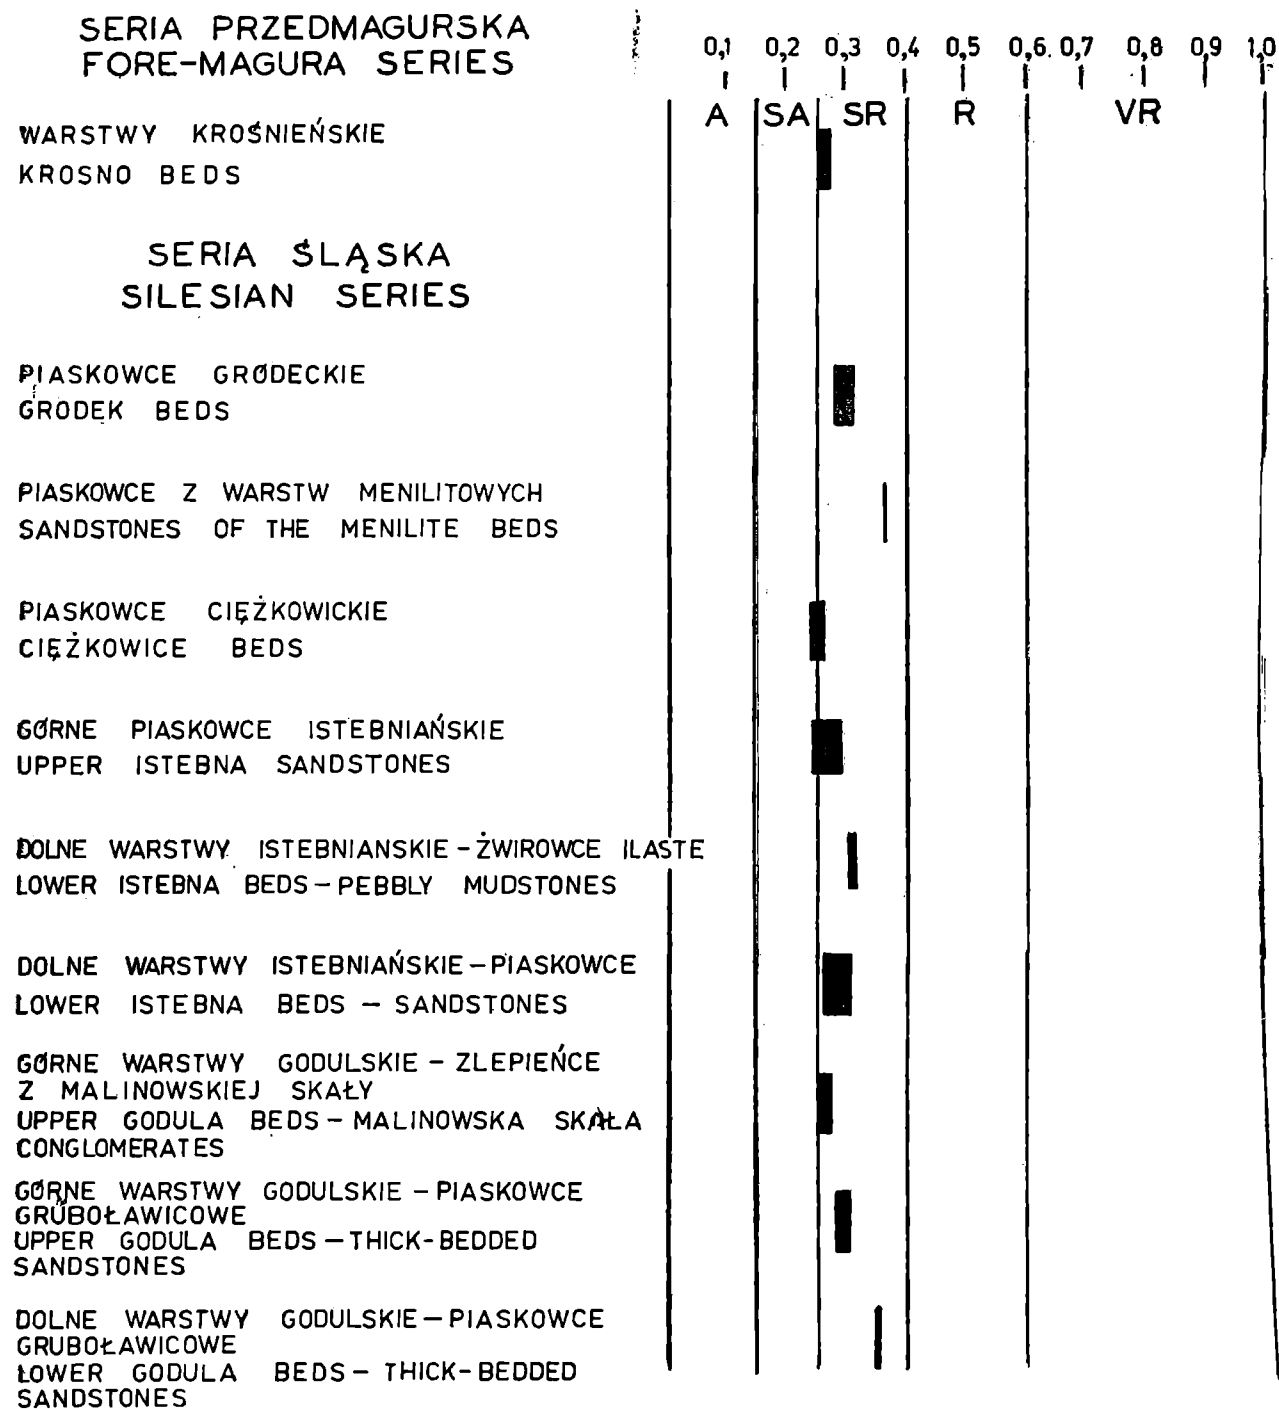 SERIA PRZEDMAGURSKA
FORE-MAGURA SERIES
0,1 0,2 0,3 0,4 0,5 0,6 0,7 0,8 0,9 1,0
A SA SR R VR
WARSTWY KROŚNIEŃSKIE
KROSNO BEDS
SERIA ŚLĄSKA
SILESIAN SERIES
PIASKOWCE GRÓDECKIE
GRÓDEK BEDS
PIASKOWCE Z WARSTW MENILITOWYCH
SANDSTONES OF THE MENILITE BEDS
PIASKOWCE CIĘŻKOWICKIE
CIĘŻKOWICE BEDS
GÓRNE PIASKOWCE ISTEBNIAŃSKIE
UPPER ISTEBNA SANDSTONES
DOLNE WARSTWY ISTEBNIANSKIE-ŻWIROWCE ILASTE
LOWER ISTEBNA BEDS-PEBBLY MUDSTONES
DOLNE WARSTWY ISTEBNIAŃSKIE-PIASKOWCE
LOWER ISTEBNA BEDS - SANDSTONES
GÓRNE WARSTWY GODULSKIE - ZLEPIEŃCE
Z MALINOWSKIEJ SKAŁY
UPPER GODULA BEDS - MALINOWSKA SKAŁA
CONGLOMERATES
GÓRNE WARSTWY GODULSKIE - PIASKOWCE
GRUBOŁAWICOWE
UPPER GODULA BEDS - THICK-BEDDED
SANDSTONES
DOLNE WARSTWY GODULSKIE - PIASKOWCE
GRUBOŁAWICOWE
LOWER GODULA BEDS - THICK-BEDDED
SANDSTONES